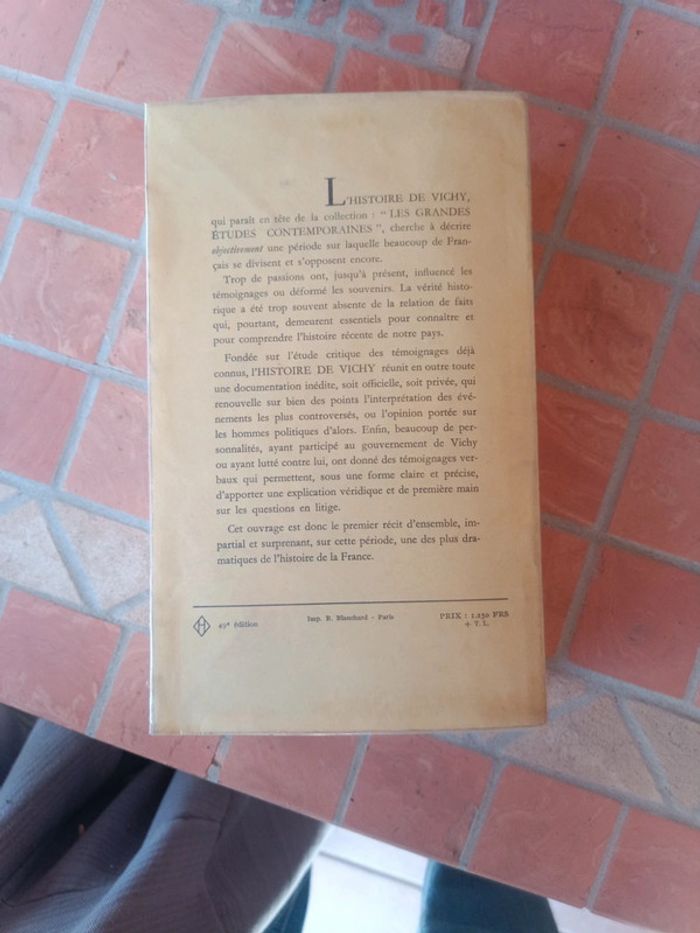 L'HISTOIRE DE VICHY,
qui paraît en tête de la collection : “ LES GRANDES
ÉTUDES CONTEMPORAINES ”, cherche à décrire
objectivement une période sur laquelle beaucoup de Fran-
çais se divisent et s'opposent encore.
Trop de passions ont, jusqu'à présent, influencé les
témoignages ou déformé les souvenirs. La vérité histo-
rique a été trop souvent absente de la relation de faits
qui, pourtant, demeurent essentiels pour connaître et
pour comprendre l'histoire récente de notre pays.
Fondée sur l'étude critique des témoignages déjà
connus, l'HISTOIRE DE VICHY réunit en outre toute
une documentation inédite, soit officielle, soit privée, qui
renouvelle sur bien des points l'interprétation des évé-
nements les plus controversés, ou l'opinion portée sur
les hommes politiques d'alors. Enfin, beaucoup de per-
sonnalités, ayant participé au gouvernement de Vichy
ou ayant lutté contre lui, ont donné des témoignages ver-
baux qui permettent, sous une forme claire et précise,
d'apporter une explication véridique et de première main
sur les questions en litige.
Cet ouvrage est donc le premier récit d'ensemble, im-
partial et surprenant, sur cette période, une des plus dra-
matiques de l'histoire de la France.
H 49e édition Imp. R. Blanchard - Paris PRIX : 1.250 FRS
+ T. L.